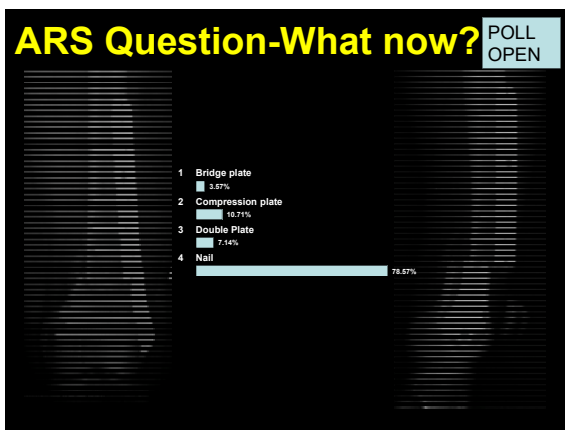 ARS Question-What now?
POLL
OPEN
1 Bridge plate
3.57%
2 Compression plate
10.71%
3 Double Plate
7.14%
4 Nail
78.57%